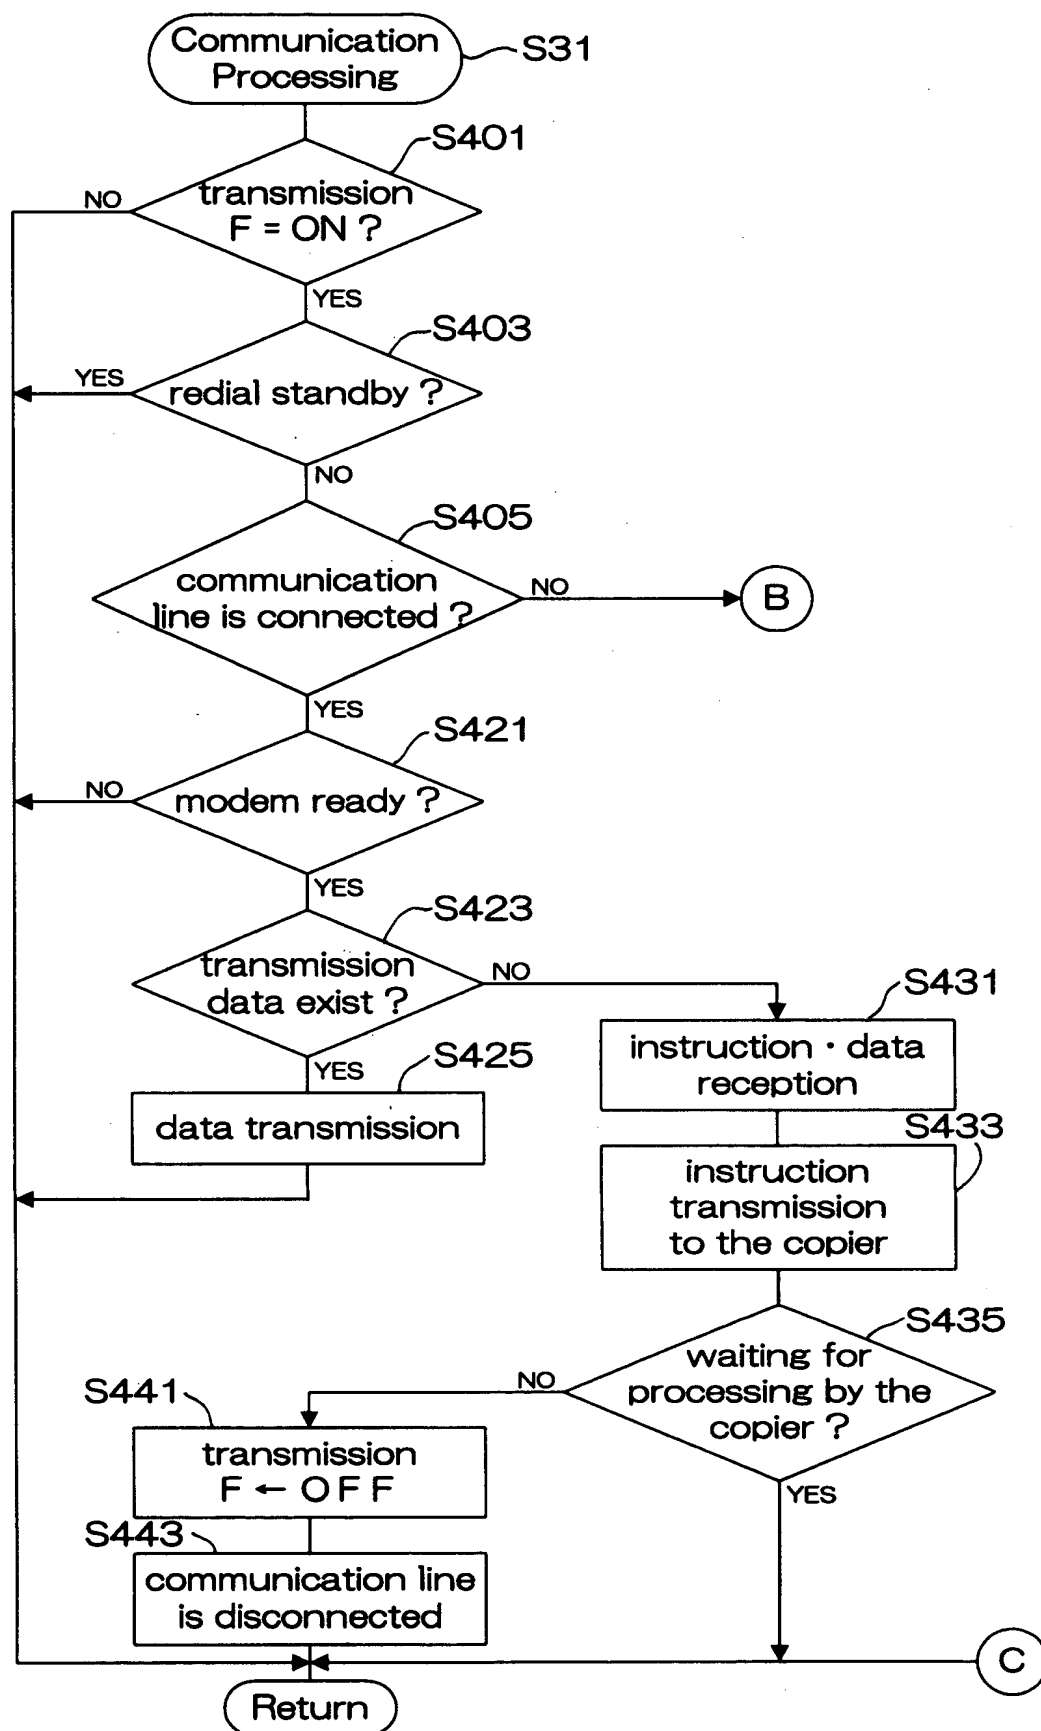 Communication
Processing
S31
S401
transmission
F = ON ?
NO
YES
S403
redial standby ?
YES
NO
S405
communication
line is connected ?
NO
B
YES
S421
modem ready ?
NO
YES
S423
transmission
data exist ?
NO
YES
S425
data transmission
S431
instruction · data
reception
S433
instruction
transmission
to the copier
S435
waiting for
processing by the
copier ?
NO
YES
S441
transmission
F ← OFF
S443
communication line
is disconnected
C
Return